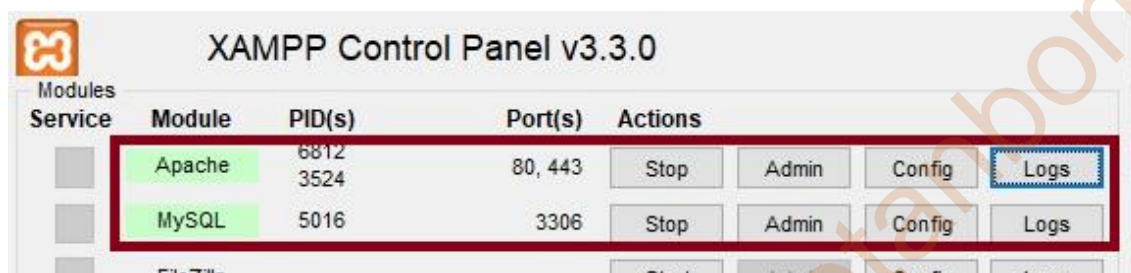 XAMPP Control Panel v3.3.0
Modules
Service Module PID(s) Port(s) Actions
Apache 6812 3524 80, 443 Stop Admin Config Logs
MySQL 5016 3306 Stop Admin Config Logs